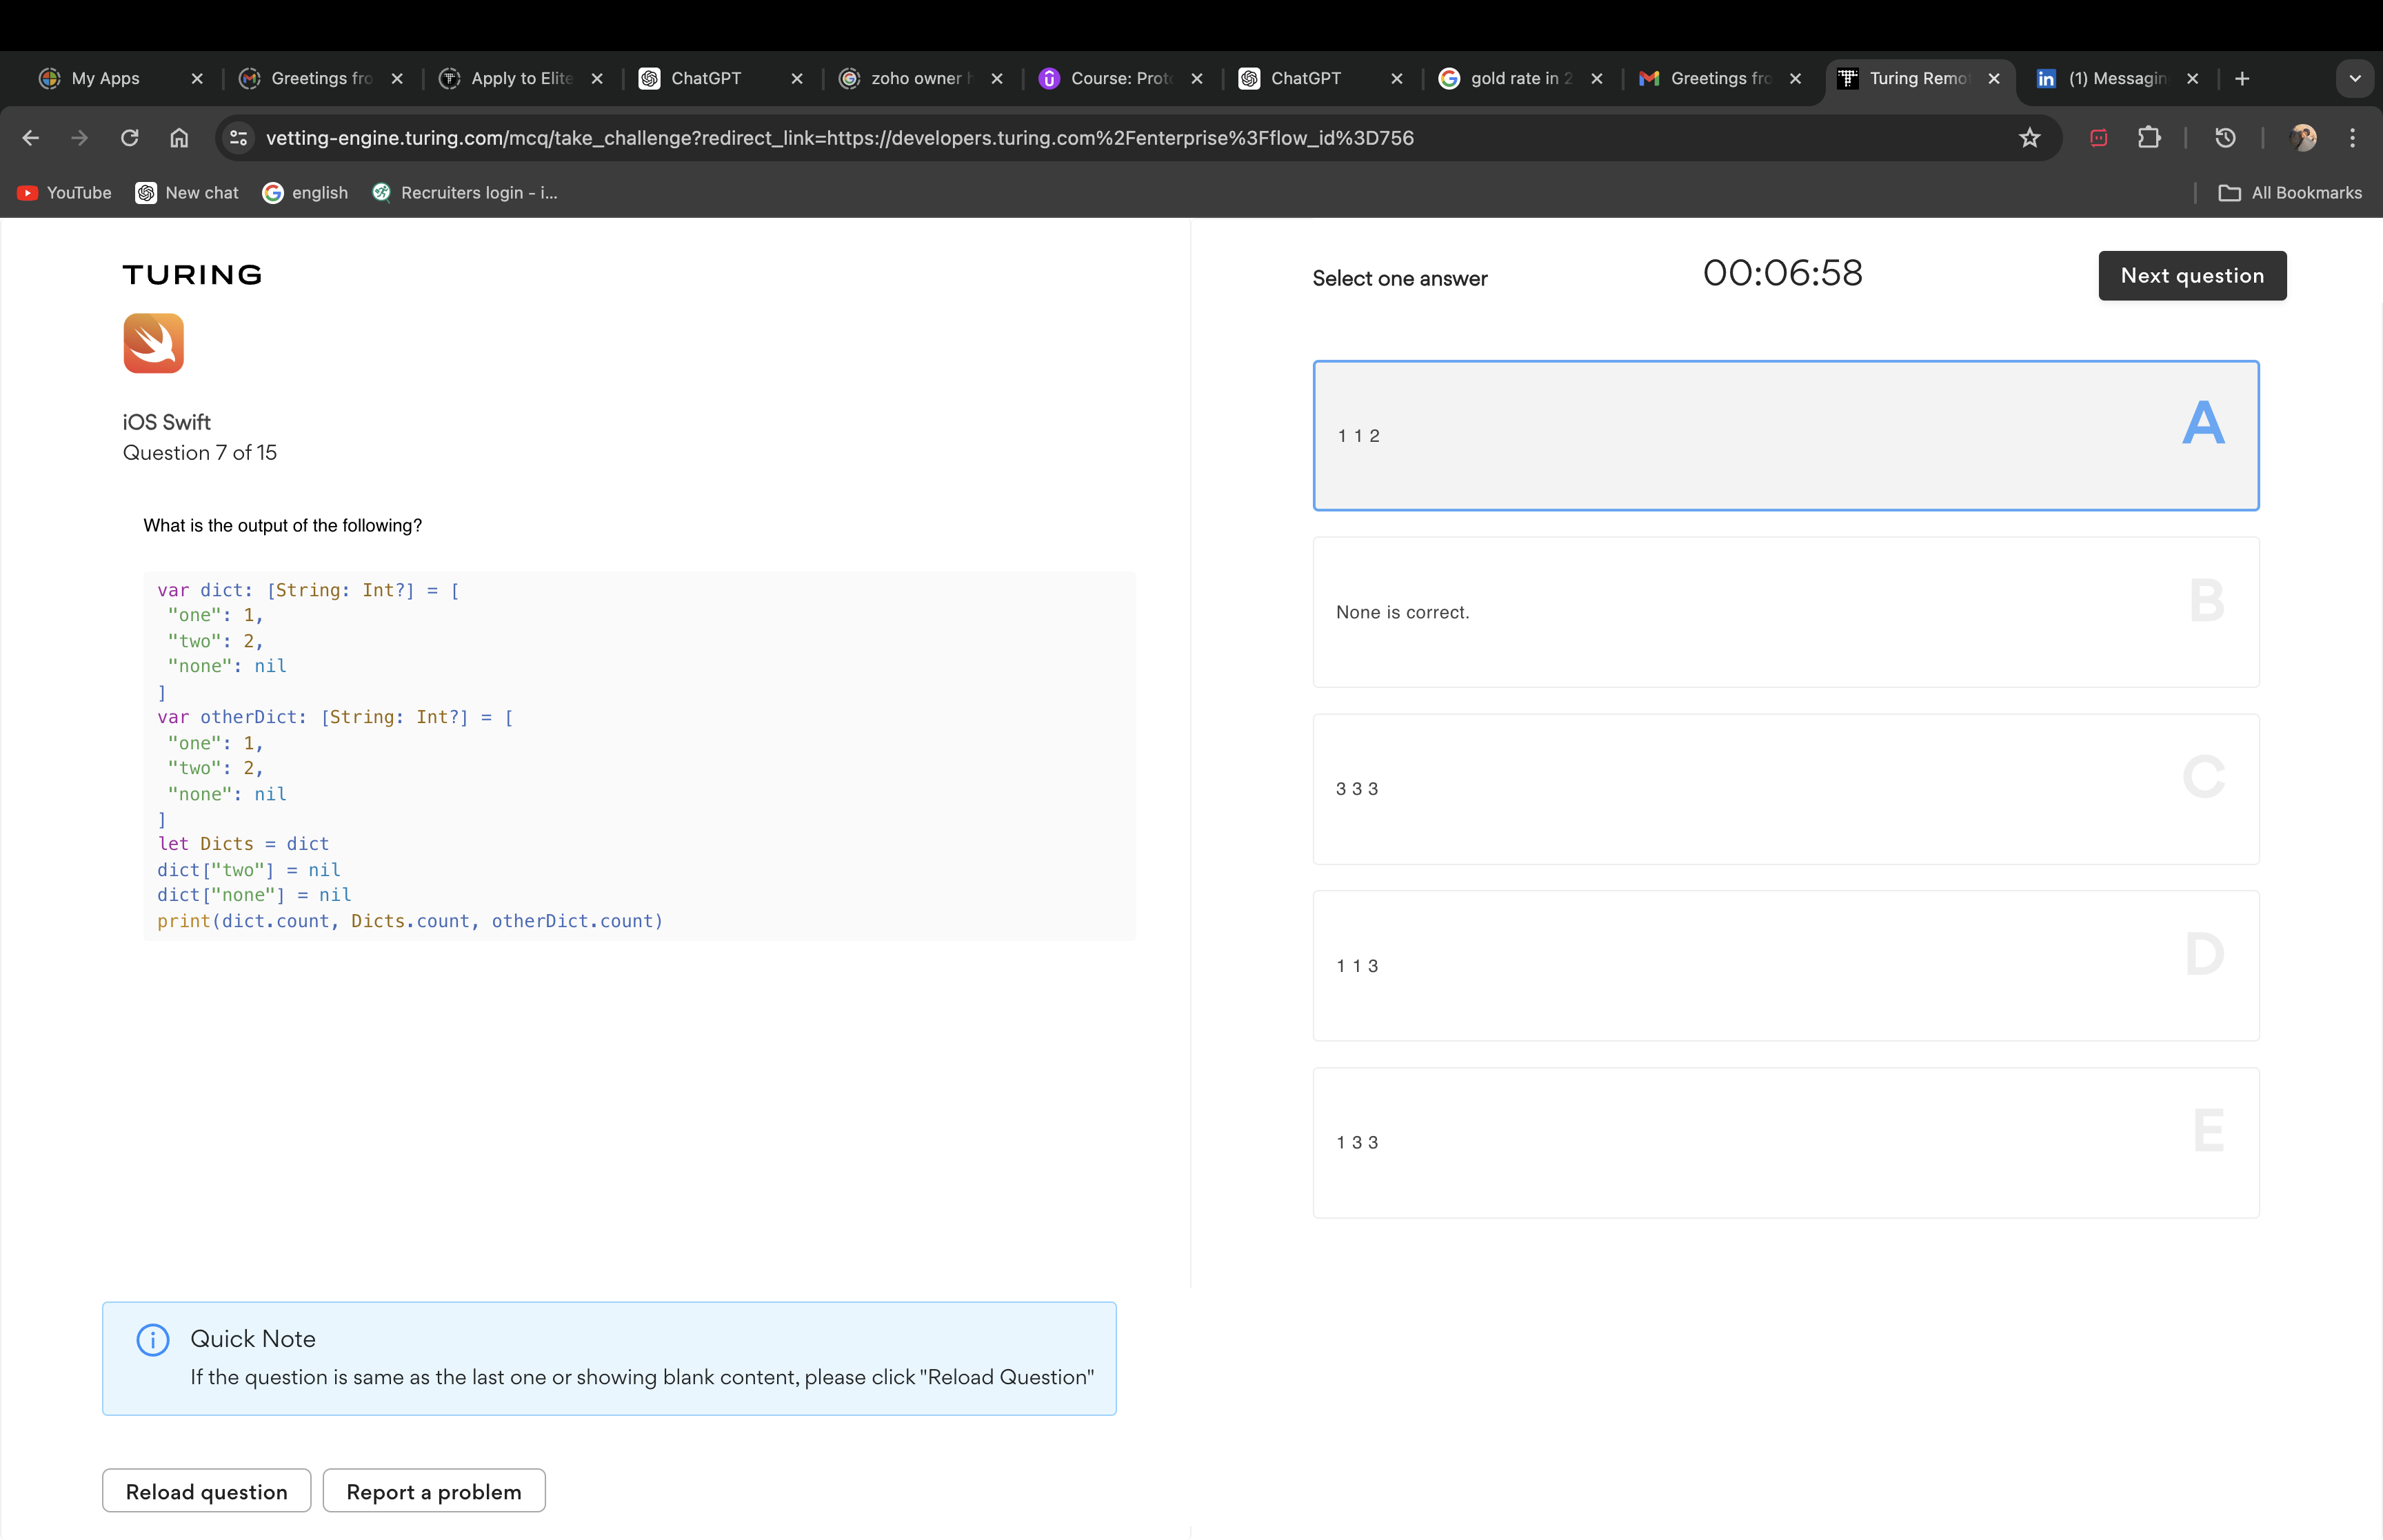 My Apps
Greetings fro
Apply to Elite
ChatGPT
zoho owner h
Course: Proto
ChatGPT
gold rate in 2
Greetings fro
Turing Remo
(1) Messagin
vetting-engine.turing.com/mcq/take_challenge?redirect_link=https://developers.turing.com%2Fenterprise%3Fflow_id%3D756
YouTube
New chat
english
Recruiters login - i...
All Bookmarks
TURING
iOS Swift
Question 7 of 15
What is the output of the following?
var dict: [String: Int?] = [
"one": 1,
"two": 2,
"none": nil
]
var otherDict: [String: Int?] = [
"one": 1,
"two": 2,
"none": nil
]
let Dicts = dict
dict["two"] = nil
dict["none"] = nil
print(dict.count, Dicts.count, otherDict.count)
Quick Note
If the question is same as the last one or showing blank content, please click "Reload Question"
Reload question
Report a problem
Select one answer
00:06:58
Next question
1 1 2
A
None is correct.
B
3 3 3
C
1 1 3
D
1 3 3
E